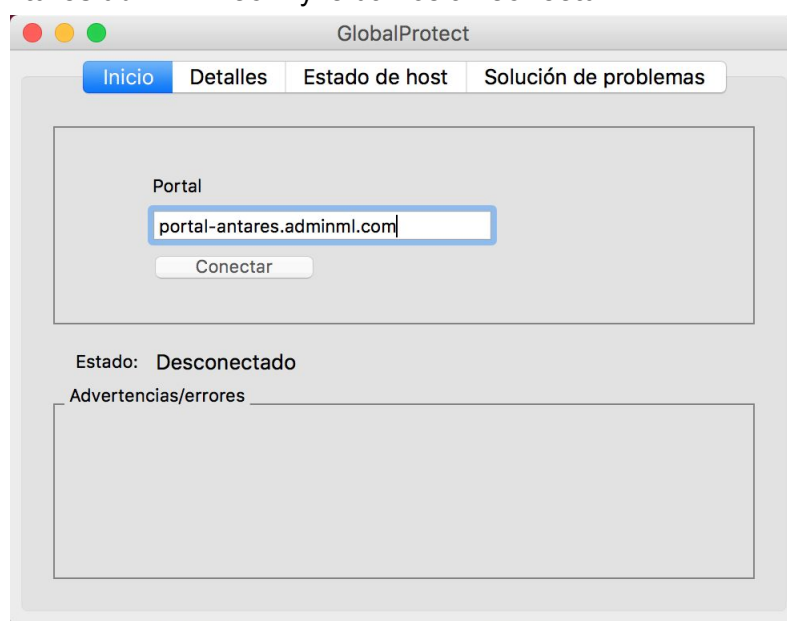 GlobalProtect
Inicio Detalles Estado de host Solución de problemas
Portal
portal-antares.adminml.com
Conectar
Estado: Desconectado
Advertencias/errores